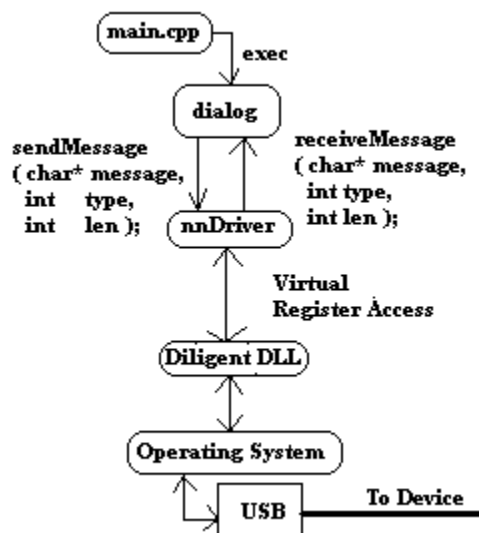 main.cpp
exec
dialog
sendMessage
( char* message,
int type,
int len );
receiveMessage
( char* message,
int type,
int len );
nnDriver
Virtual
Register Access
Diligent DLL
Operating System
USB
To Device